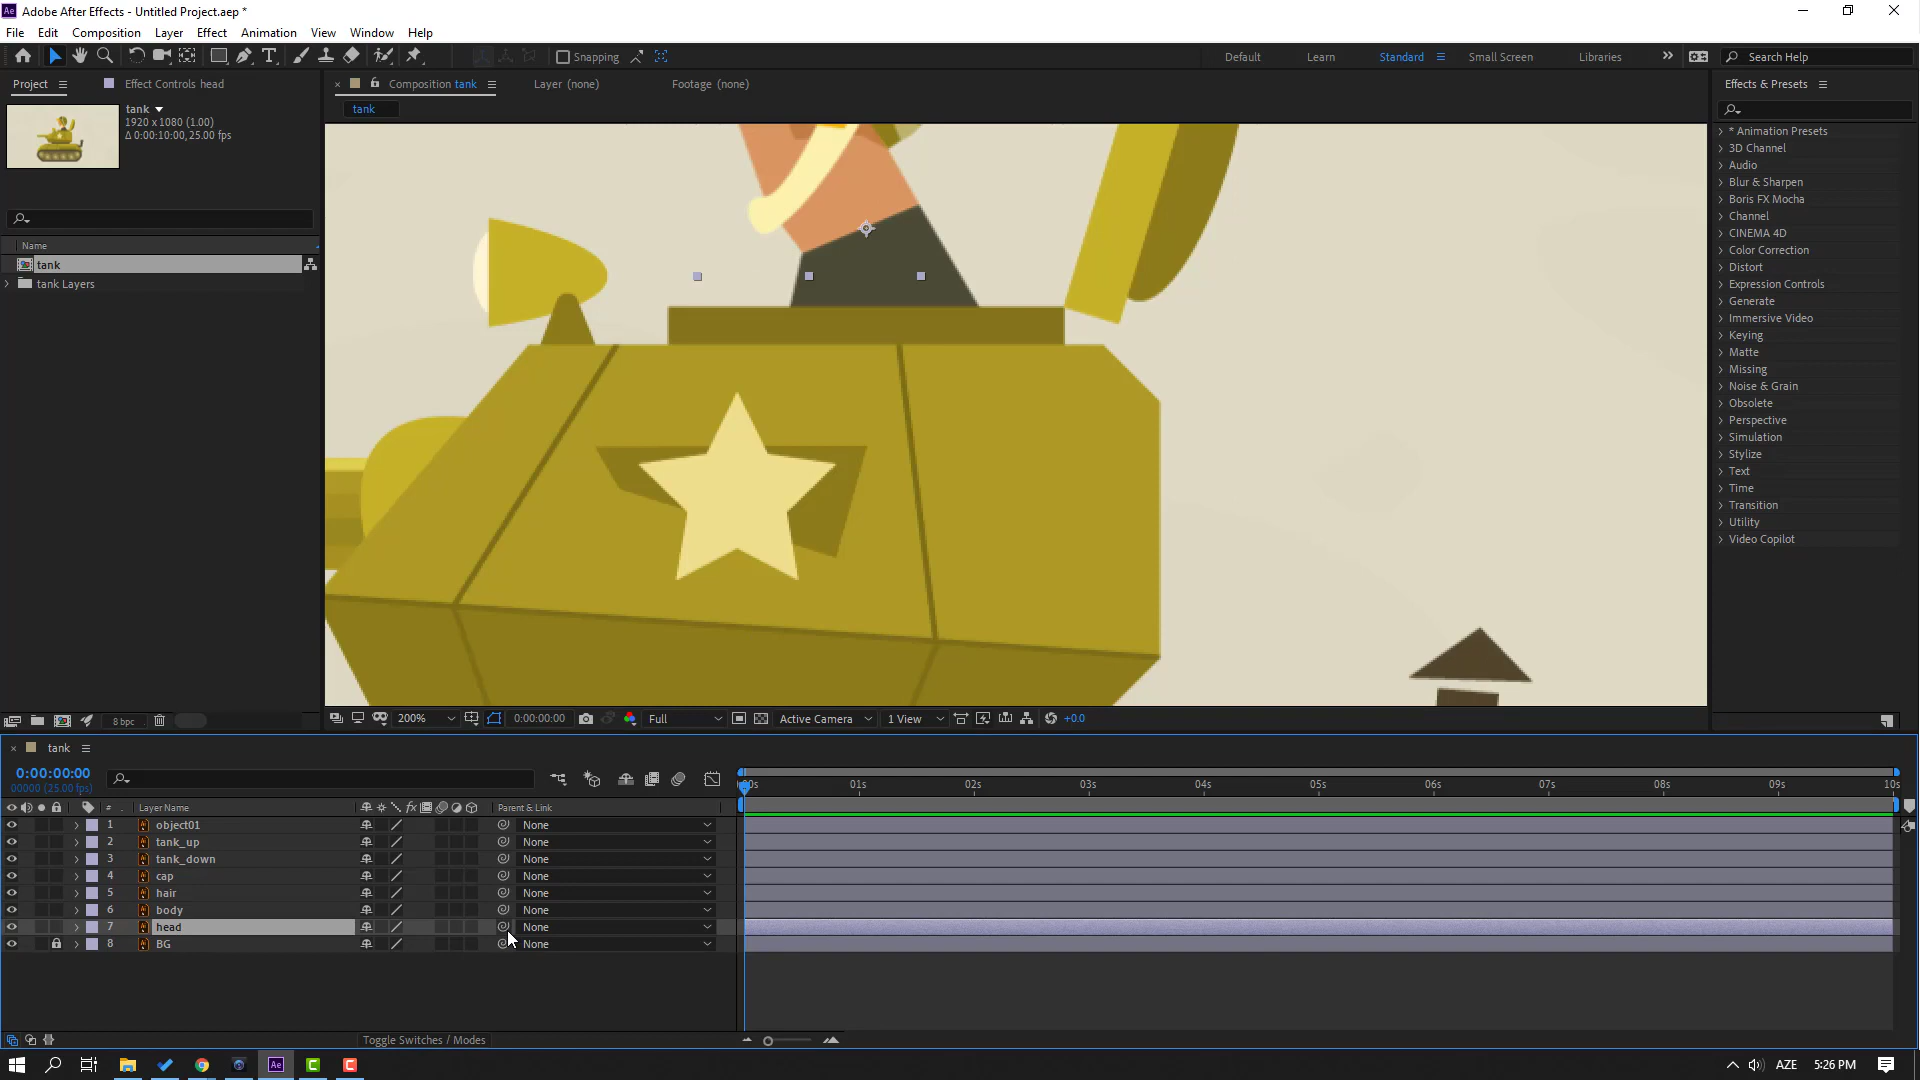 Adobe After Effects - Untitled Project.aep *
File Edit Composition Layer Effect Animation View Window Help
Snapping Default Learn Standard Small Screen Libraries Search Help
Project Effect Controls head Composition tank Layer (none) Footage (none) Effects & Presets
tank
1920 x 1080 (1.00)
Δ 0:00:10:00, 25.00 fps
tank
* Animation Presets
3D Channel
Audio
Blur & Sharpen
Boris FX Mocha
Channel
CINEMA 4D
Color Correction
Distort
Expression Controls
Generate
Immersive Video
Keying
Matte
Missing
Noise & Grain
Obsolete
Perspective
Simulation
Stylize
Text
Time
Transition
Utility
Video Copilot
Name
tank
tank Layers
8 bpc
200% 0:00:00:00 Full Active Camera 1 View +0.0
tank
0:00:00:00
00000 (25.00 fps)
00s 01s 02s 03s 04s 05s 06s 07s 08s 09s 10s
# Layer Name fx Parent & Link
1 object01 None
2 tank_up None
3 tank_down None
4 cap None
5 hair None
6 body None
7 head None
8 BG None
Toggle Switches / Modes
AZE 5:26 PM